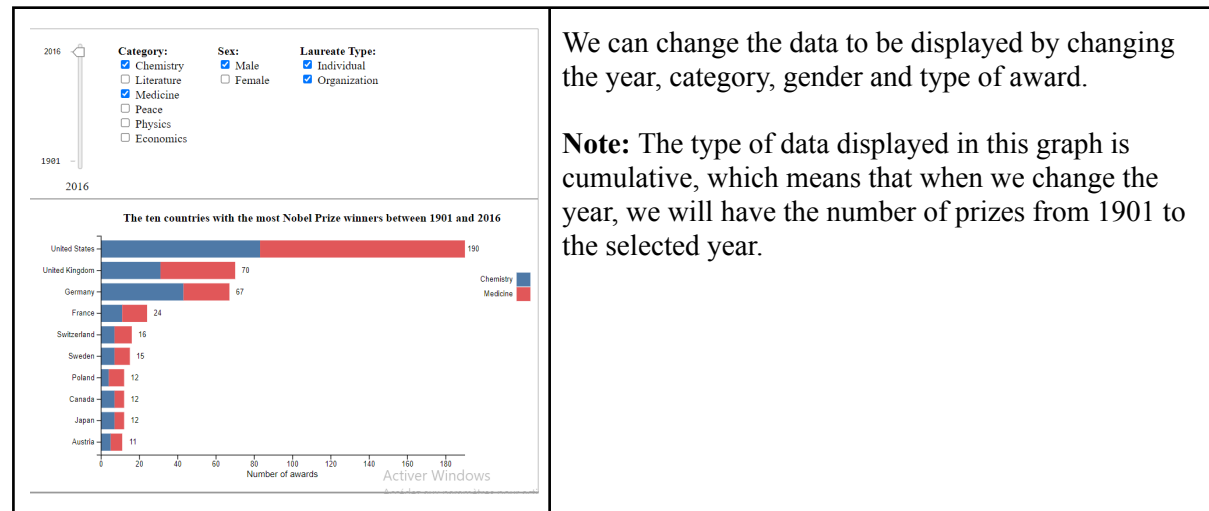 2016
Category:
Chemistry
Literature
Medicine
Peace
Physics
Economics
Sex:
Male
Female
Laureate Type:
Individual
Organization
1901
2016
The ten countries with the most Nobel Prize winners between 1901 and 2016
United States 190
United Kingdom 70
Germany 67
France 24
Switzerland 16
Sweden 15
Poland 12
Canada 12
Japan 12
Austria 11
Chemistry
Medicine
0 20 40 60 80 100 120 140 160 180
Number of awards
Activer Windows
We can change the data to be displayed by changing
the year, category, gender and type of award.
Note: The type of data displayed in this graph is
cumulative, which means that when we change the
year, we will have the number of prizes from 1901 to
the selected year.